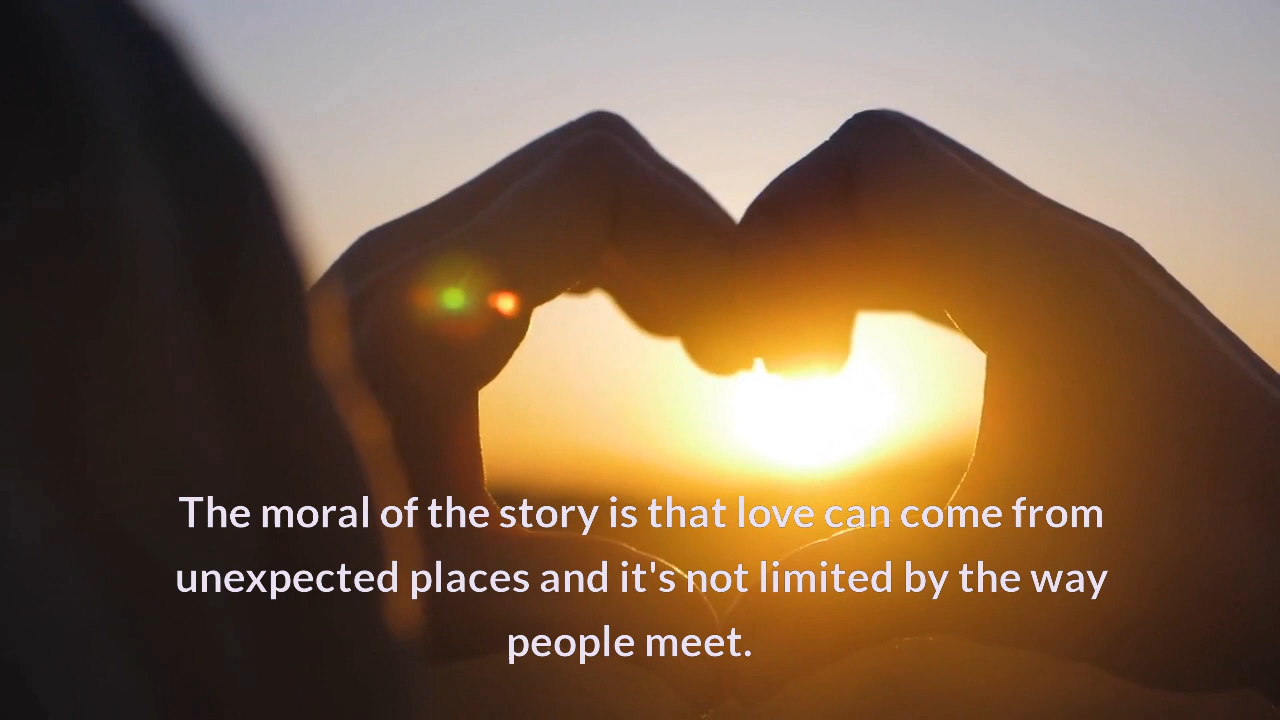 The moral of the story is that love can come from
unexpected places and it's not limited by the way
people meet.